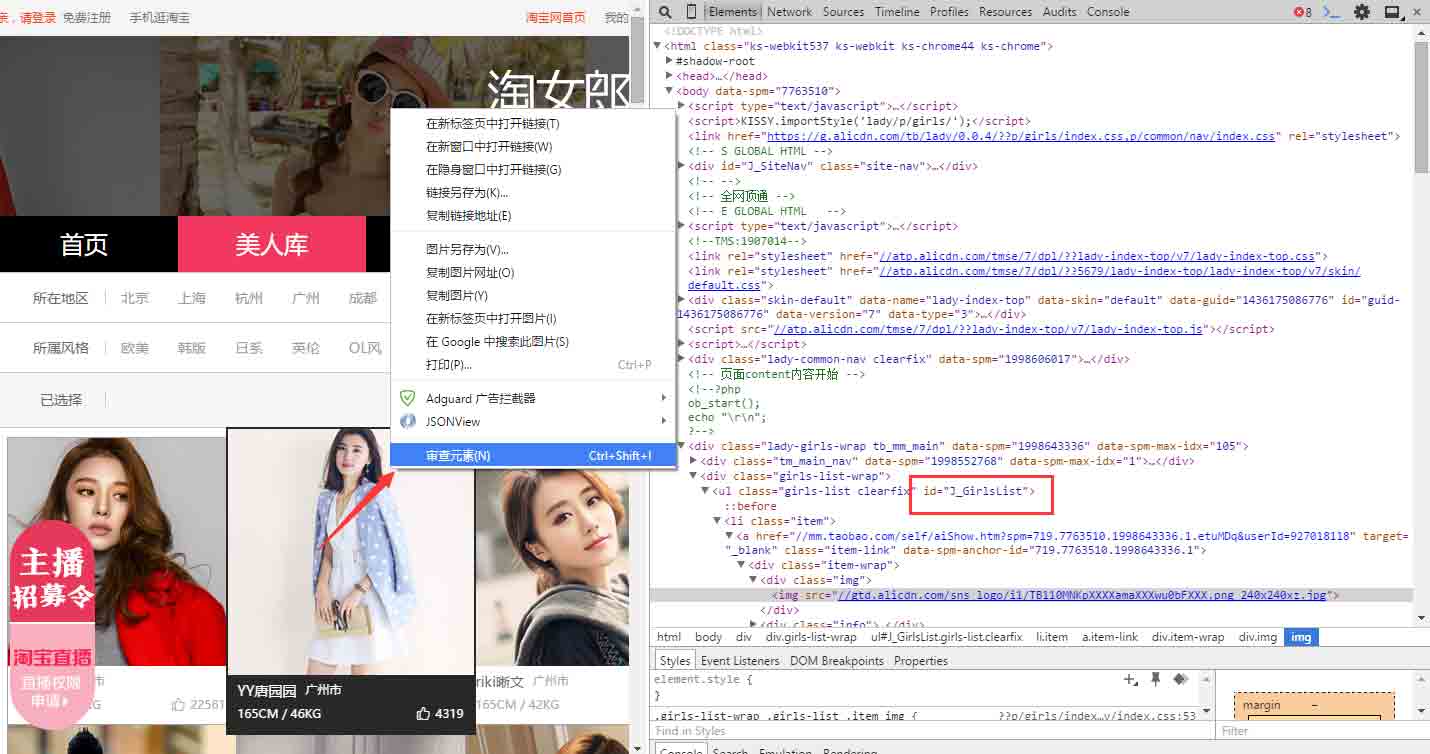 亲，请登录 免费注册 手机逛淘宝 淘宝网首页 我的
淘女郎
首页 美人库
所在地区 北京 上海 杭州 广州 成都
所属风格 欧美 韩版 日系 英伦 OL风
已选择
在新标签页中打开链接(T)
在新窗口中打开链接(W)
在隐身窗口中打开链接(G)
链接另存为(K)...
复制链接地址(E)
图片另存为(V)...
复制图片网址(O)
复制图片(Y)
在新标签页中打开图片(I)
在 Google 中搜索此图片(S)
打印(P)... Ctrl+P
Adguard 广告拦截器
JSONView
审查元素(N) Ctrl+Shift+I
主播
招募令
淘宝直播
直播权限
申请
市
KG 22561
YY唐园园 广州市
165CM / 46KG 4319
riki晰文 广州市
165CM / 42KG
Elements Network Sources Timeline Profiles Resources Audits Console 8
<!DOCTYPE html>
<html class="ks-webkit537 ks-webkit ks-chrome44 ks-chrome">
#shadow-root
<head>…</head>
<body data-spm="7763510">
<script type="text/javascript">…</script>
<script>KISSY.importStyle('lady/p/girls/');</script>
<link href="https://g.alicdn.com/tb/lady/0.0.4/??p/girls/index.css,p/common/nav/index.css" rel="stylesheet">
<!-- S GLOBAL HTML -->
<div id="J_SiteNav" class="site-nav">…</div>
<!-- -->
<!-- 全网顶通 -->
<!-- E GLOBAL HTML -->
<script type="text/javascript">…</script>
<!--TMS:1907014-->
<link rel="stylesheet" href="//atp.alicdn.com/tmse/7/dpl/??lady-index-top/v7/lady-index-top.css">
<link rel="stylesheet" href="//atp.alicdn.com/tmse/7/dpl/??5679/lady-index-top/lady-index-top/v7/skin/
default.css">
<div class="skin-default" data-name="lady-index-top" data-skin="default" data-guid="1436175086776" id="guid-
1436175086776" data-version="7" data-type="3">…</div>
<script src="//atp.alicdn.com/tmse/7/dpl/??lady-index-top/v7/lady-index-top.js"></script>
<script>…</script>
<div class="lady-common-nav clearfix" data-spm="1998606017">…</div>
<!-- 页面content内容开始 -->
<!--?php
ob_start();
echo "\r\n";
?-->
<div class="lady-girls-wrap tb_mm_main" data-spm="1998643336" data-spm-max-idx="105">
<div class="tm_main_nav" data-spm="1998552768" data-spm-max-idx="1">…</div>
<div class="girls-list-wrap">
<ul class="girls-list clearfix" id="J_GirlsList">
::before
<li class="item">
<a href="//mm.taobao.com/self/aiShow.htm?spm=719.7763510.1998643336.1.etuMDq&userId=927018118" target=
"_blank" class="item-link" data-spm-anchor-id="719.7763510.1998643336.1">
<div class="item-wrap">
<div class="img">
<img src="//gtd.alicdn.com/sns_logo/i1/TB110MNKpXXXXamaXXXwu0bFXXX.png_240x240xz.jpg">
</div>
<div class="info">…</div>
html body div div.girls-list-wrap ul#J_GirlsList.girls-list.clearfix li.item a.item-link div.item-wrap div.img img
Styles Event Listeners DOM Breakpoints Properties
element.style {
}
.girls-list-wrap .girls-list .item img { ??p/girls/index…v/index.css:53
Find in Styles
margin –
Filter
Console Search Emulation Rendering